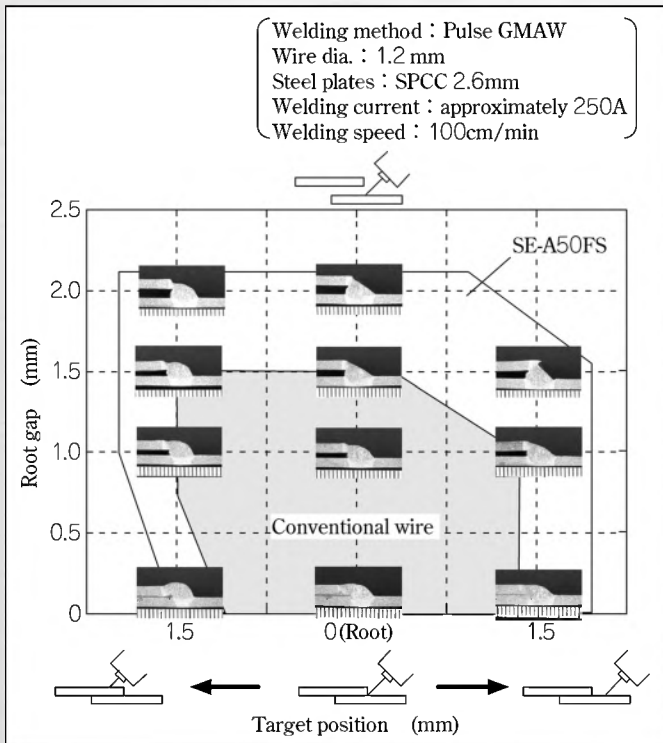 Welding method：Pulse GMAW
Wire dia.：1.2 mm
Steel plates：SPCC 2.6mm
Welding current：approximately 250A
Welding speed：100cm/min
2.5
SE-A50FS
2.0
1.5
1.0
0.5
0
Root gap (mm)
Conventional wire
1.5
0(Root)
1.5
Target position (mm)